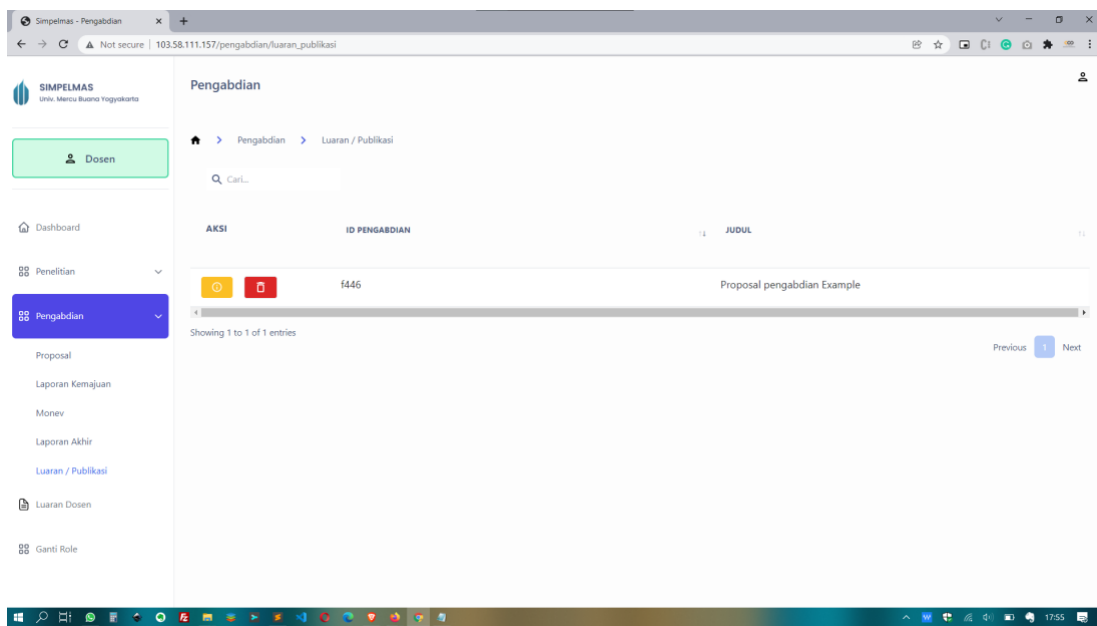 Simpelmas - Pengabdian
Not secure | 103.58.111.157/pengabdian/luaran_publikasi
SIMPELMAS
Univ. Mercu Buana Yogyakarta
Pengabdian
Pengabdian > Luaran / Publikasi
Dosen
Cari...
Dashboard
AKSI ID PENGABDIAN JUDUL
Penelitian
f446 Proposal pengabdian Example
Pengabdian
Showing 1 to 1 of 1 entries
Previous 1 Next
Proposal
Laporan Kemajuan
Monev
Laporan Akhir
Luaran / Publikasi
Luaran Dosen
Ganti Role
17:55